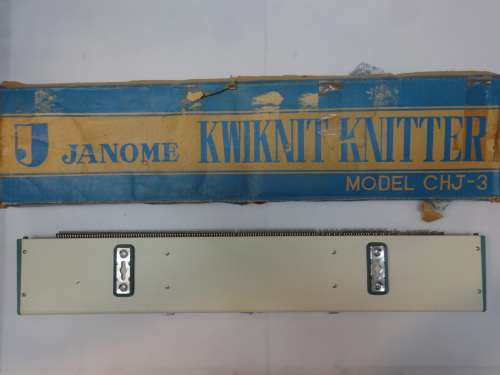 J JANOME KWIKNIT KNITTER
MODEL CHJ-3